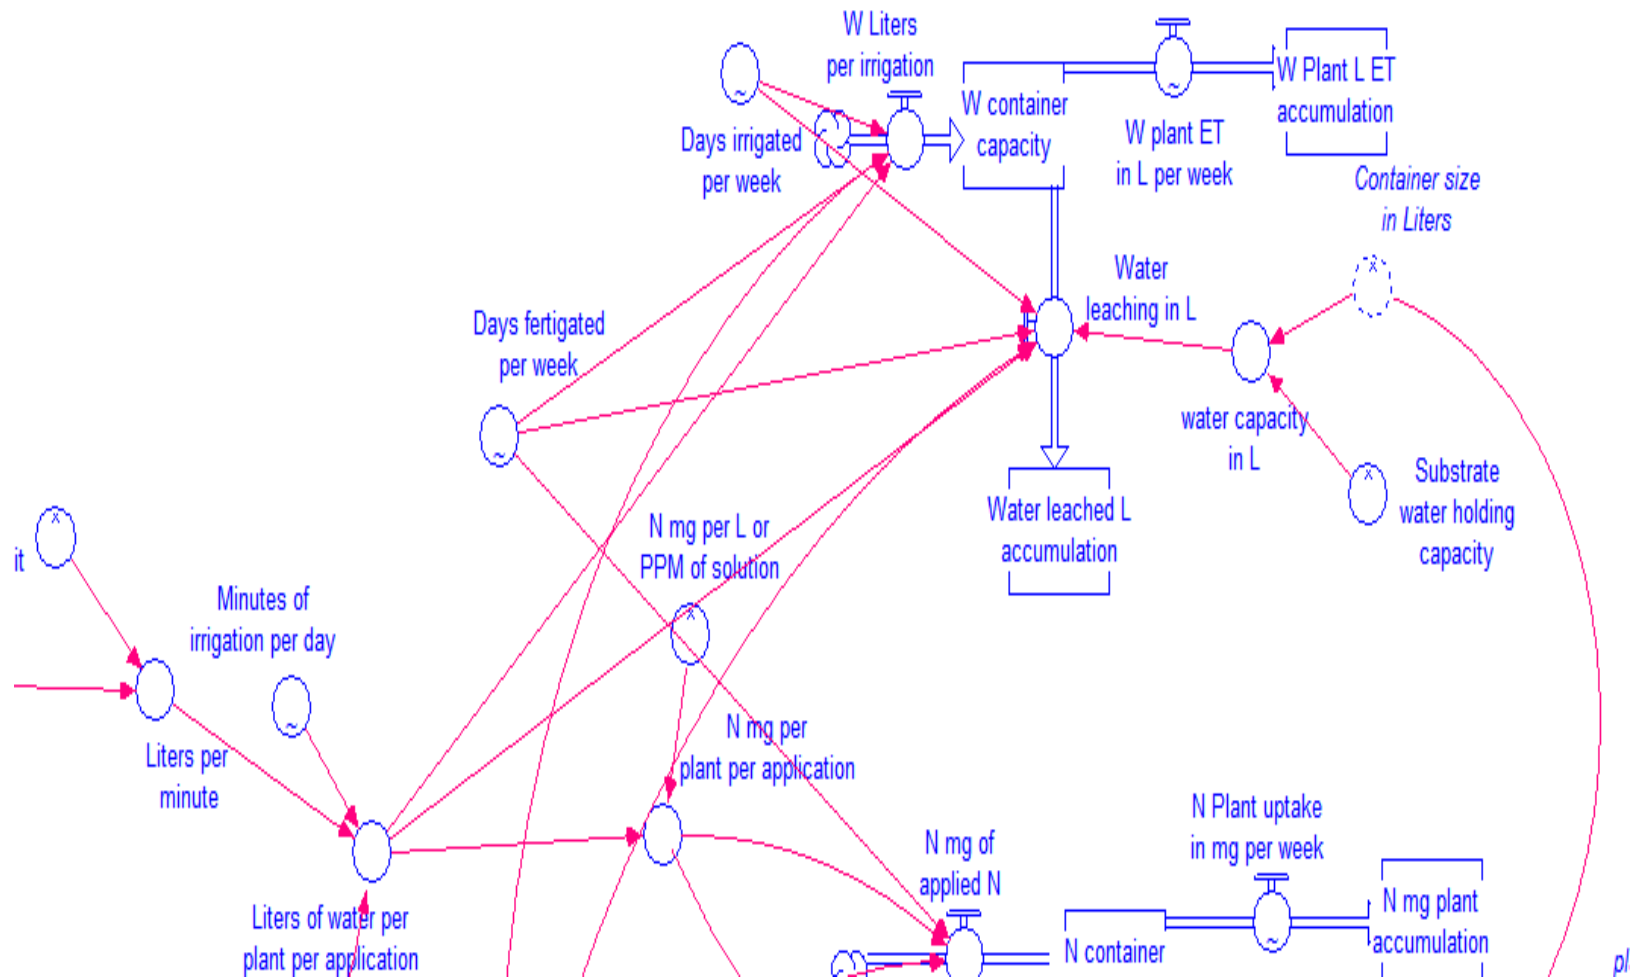 W Liters
per irrigation
W Plant L ET
accumulation
W container
capacity
Days irrigated
per week
W plant ET
in L per week
Container size
in Liters
Water
leaching in L
Days fertigated
per week
water capacity
in L
Substrate
water holding
capacity
Water leached L
accumulation
N mg per L or
PPM of solution
it
Minutes of
irrigation per day
Liters per
minute
N mg per
plant per application
N Plant uptake
in mg per week
N mg of
applied N
Liters of water per
plant per application
N container
N mg plant
accumulation
pl